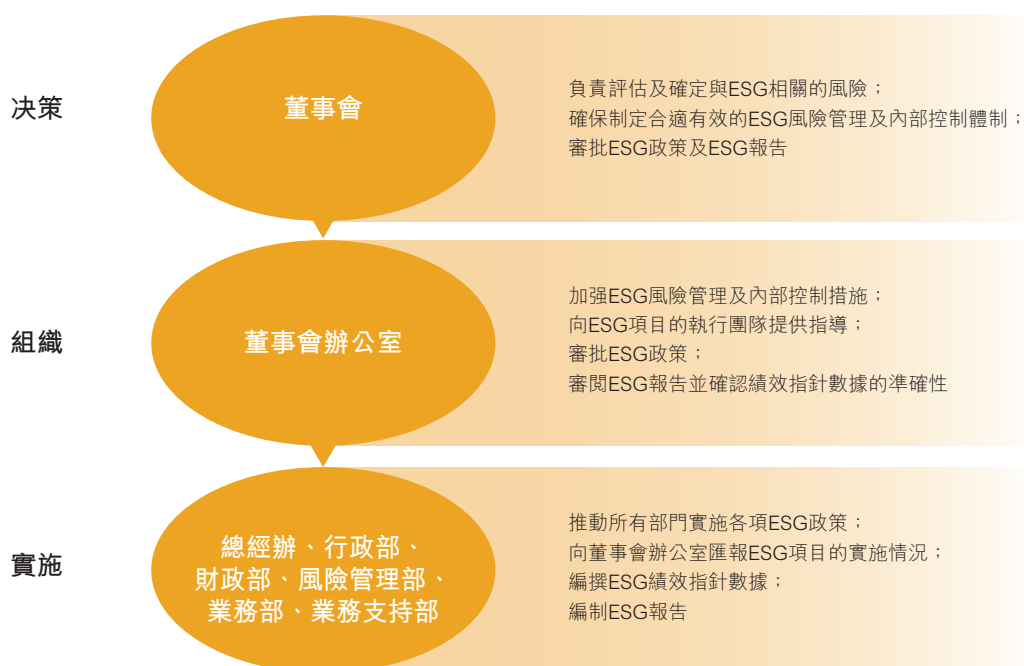 决策
董事會
負責評估及確定與ESG相關的風險；
確保制定合適有效的ESG風險管理及內部控制體制；
審批ESG政策及ESG報告
組織
董事會辦公室
加强ESG風險管理及內部控制措施；
向ESG項目的執行團隊提供指導；
審批ESG政策；
審閱ESG報告並確認績效指針數據的準確性
實施
總經辦、行政部、
財政部、風險管理部、
業務部、業務支持部
推動所有部門實施各項ESG政策；
向董事會辦公室匯報ESG項目的實施情況；
編撰ESG績效指針數據；
編制ESG報告